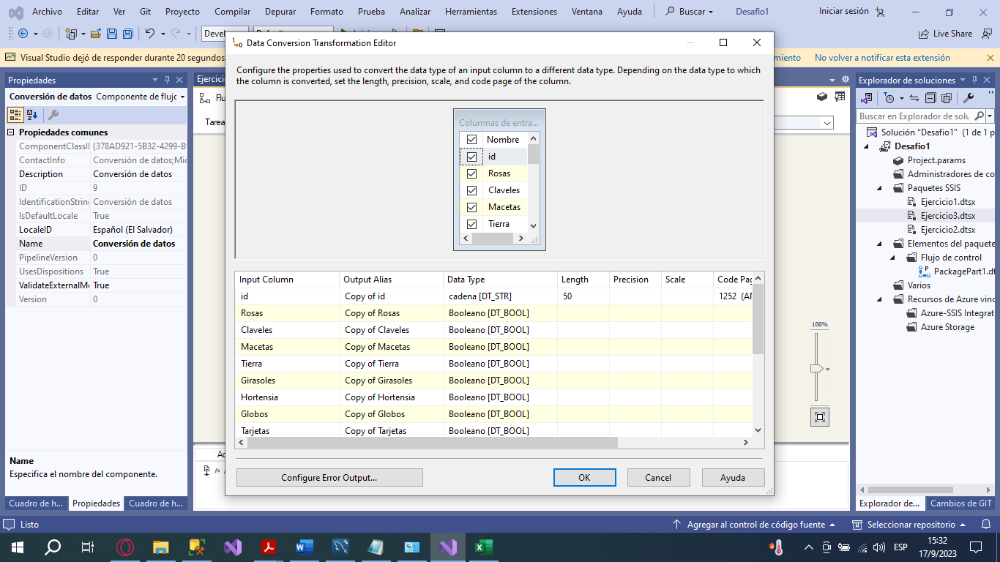 Archivo Editar Ver Git Proyecto Compilar Depurar Formato Prueba Analizar Herramientas Extensiones Ventana Ayuda Buscar Desafio1 Iniciar sesión
Live Share
Visual Studio dejó de responder durante 20 segundos
No volver a notificar esta extensión
Propiedades
Conversión de datos Componente de flujo
Propiedades comunes
ContactInfo Conversión de datos;Mic
Description Conversión de datos
ID 9
IdentificationString Conversión de datos
IsDefaultLocale True
LocaleID Español (El Salvador)
Name Conversión de datos
PipelineVersion 0
UsesDispositions True
ValidateExternalMe True
Version 0
Name
Especifica el nombre del componente.
Cuadro de h... Propiedades Cuadro de h...
Data Conversion Transformation Editor
Configure the properties used to convert the data type of an input column to a different data type. Depending on the data type to which
the column is converted, set the length, precision, scale, and code page of the column.
Columnas de entra...
Nombre
id
Rosas
Claveles
Macetas
Tierra
Input Column Output Alias Data Type Length Precision Scale Code Pag
id Copy of id cadena [DT_STR] 50 1252 (AN
Rosas Copy of Rosas Booleano [DT_BOOL]
Claveles Copy of Claveles Booleano [DT_BOOL]
Macetas Copy of Macetas Booleano [DT_BOOL]
Tierra Copy of Tierra Booleano [DT_BOOL]
Girasoles Copy of Girasoles Booleano [DT_BOOL]
Hortensia Copy of Hortensia Booleano [DT_BOOL]
Globos Copy of Globos Booleano [DT_BOOL]
Tarjetas Copy of Tarjetas Booleano [DT_BOOL]
Configure Error Output... OK Cancel Ayuda
100%
Explorador de soluciones
Buscar en Explorador de solu
Solución "Desafio1" (1 de 1 p
Desafio1
Project.params
Administradores de co
Paquetes SSIS
Ejercicio1.dtsx
Ejercicio3.dtsx
Ejercicio2.dtsx
Elementos del paquete
Flujo de control
PackagePart1.dt
Varios
Recursos de Azure vinc
Azure-SSIS Integrat
Azure Storage
Explorador de... Cambios de GIT
Listo
Agregar al control de código fuente Seleccionar repositorio
ESP
15:32
17/9/2023